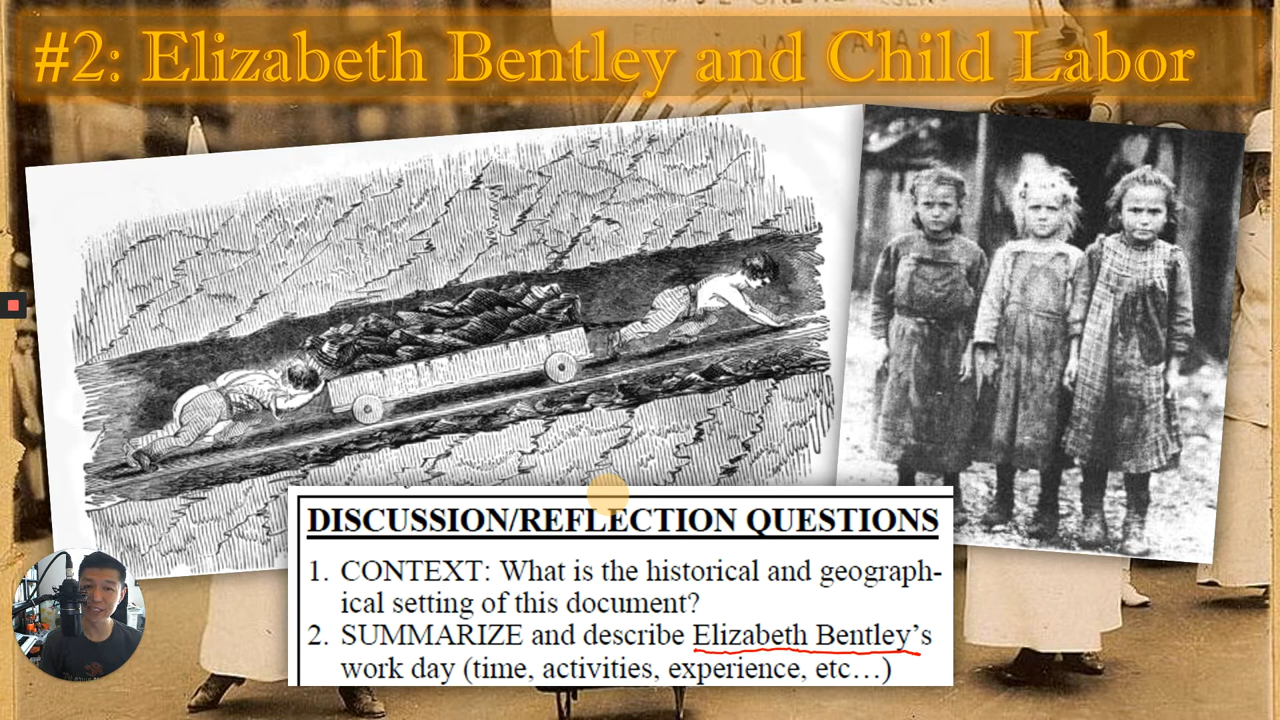 #2: Elizabeth Bentley and Child Labor
DISCUSSION/REFLECTION QUESTIONS
1. CONTEXT: What is the historical and geograph-
ical setting of this document?
2. SUMMARIZE and describe Elizabeth Bentley's
work day (time, activities, experience, etc…)